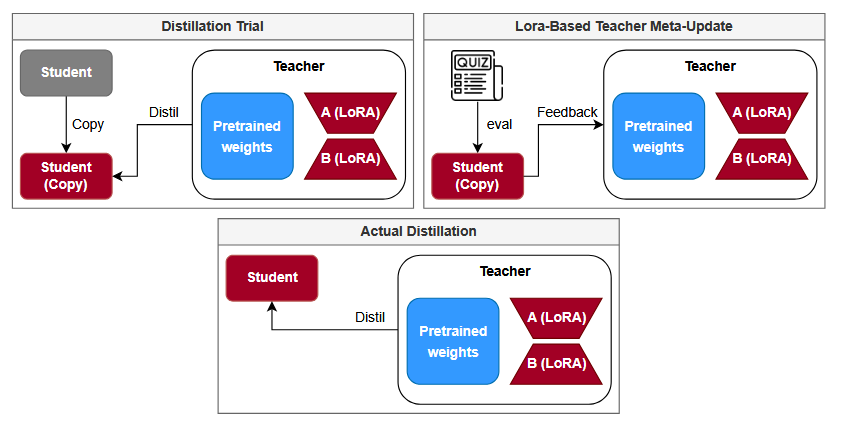 Distillation Trial
Student
Copy
Student
(Copy)
Distil
Teacher
Pretrained
weights
A (LoRA)
B (LoRA)
Lora-Based Teacher Meta-Update
QUIZ
eval
Student
(Copy)
Feedback
Teacher
Pretrained
weights
A (LoRA)
B (LoRA)
Actual Distillation
Student
Distil
Teacher
Pretrained
weights
A (LoRA)
B (LoRA)